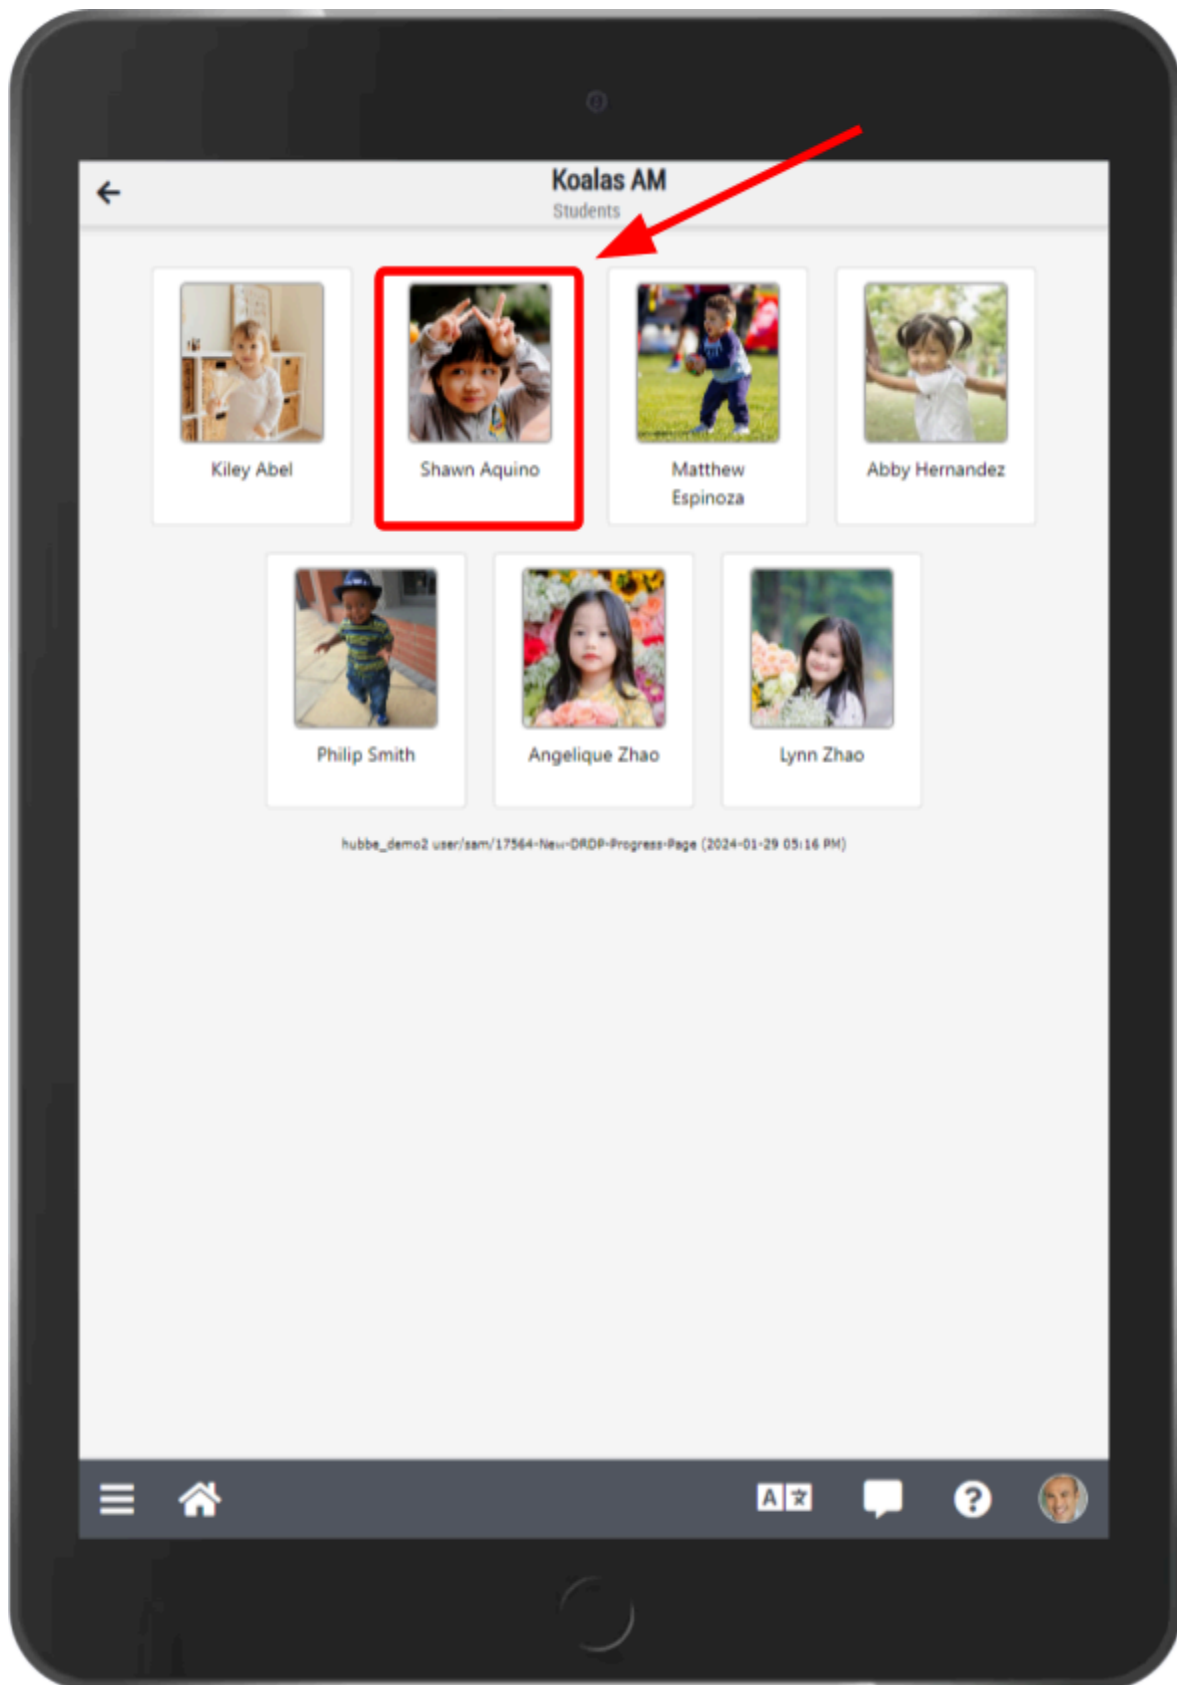 Koalas AM
Students
Kiley Abel
Shawn Aquino
Matthew
Espinoza
Abby Hernandez
Philip Smith
Angelique Zhao
Lynn Zhao
hubbe_demo2 user/sam/17564-New-DRDP-Progress-Page (2024-01-29 05:16 PM)
A 文
?